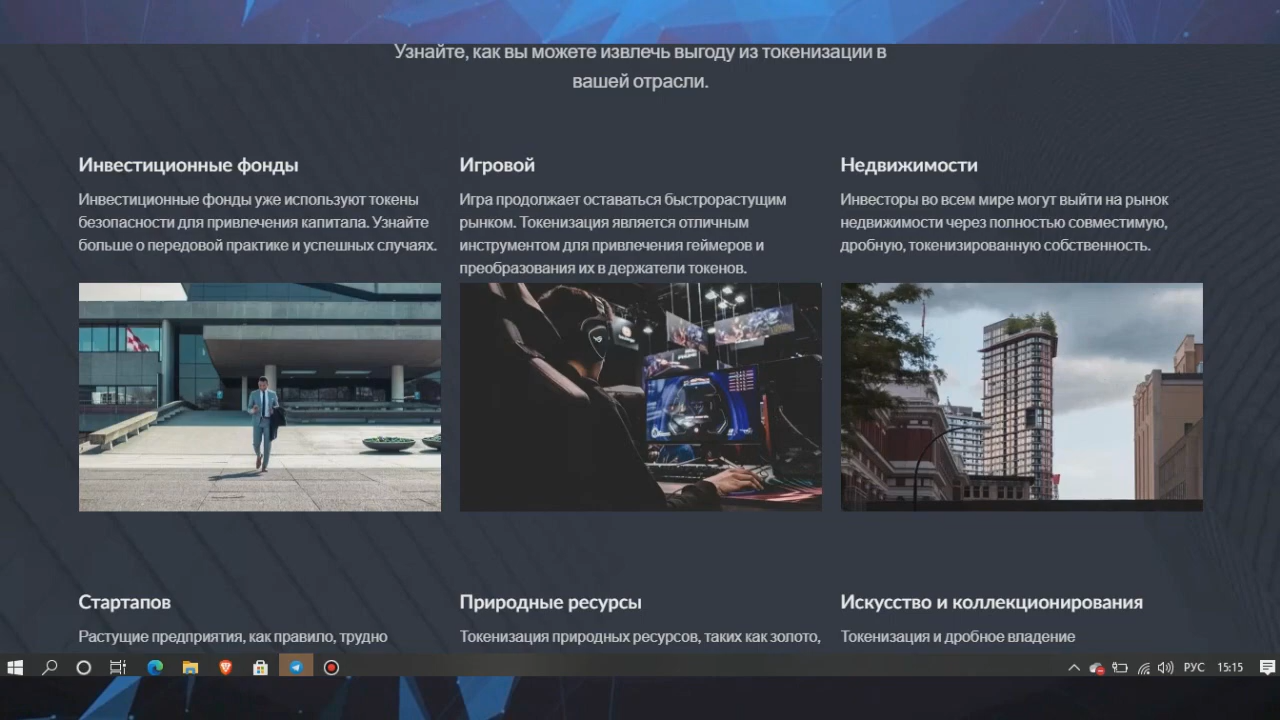 Узнайте, как вы можете извлечь выгоду из токенизации в
вашей отрасли.
Инвестиционные фонды
Инвестиционные фонды уже используют токены
безопасности для привлечения капитала. Узнайте
больше о передовой практике и успешных случаях.
Игровой
Игра продолжает оставаться быстрорастущим
рынком. Токенизация является отличным
инструментом для привлечения геймеров и
преобразования их в держатели токенов.
Недвижимости
Инвесторы во всем мире могут выйти на рынок
недвижимости через полностью совместимую,
дробную, токенизированную собственность.
Стартапов
Растущие предприятия, как правило, трудно
Природные ресурсы
Токенизация природных ресурсов, таких как золото,
Искусство и коллекционирования
Токенизация и дробное владение
РУС
15:15